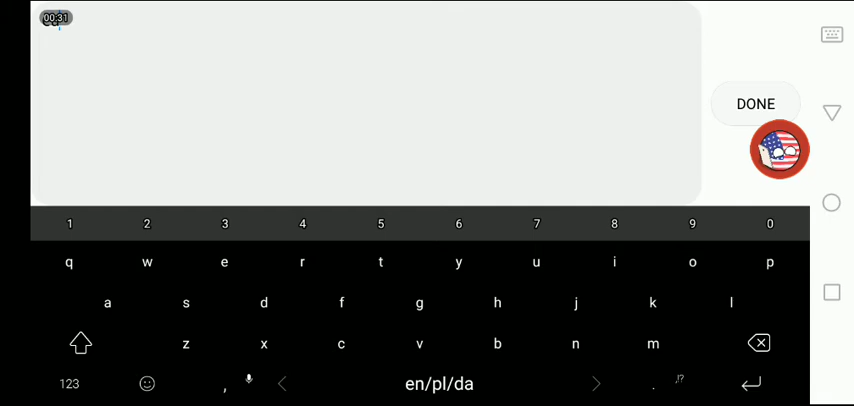 00:31
DONE
1 2 3 4 5 6 7 8 9 0
q w e r t y u i o p
a s d f g h j k l
z x c v b n m
123 , < en/pl/da > . ,!?